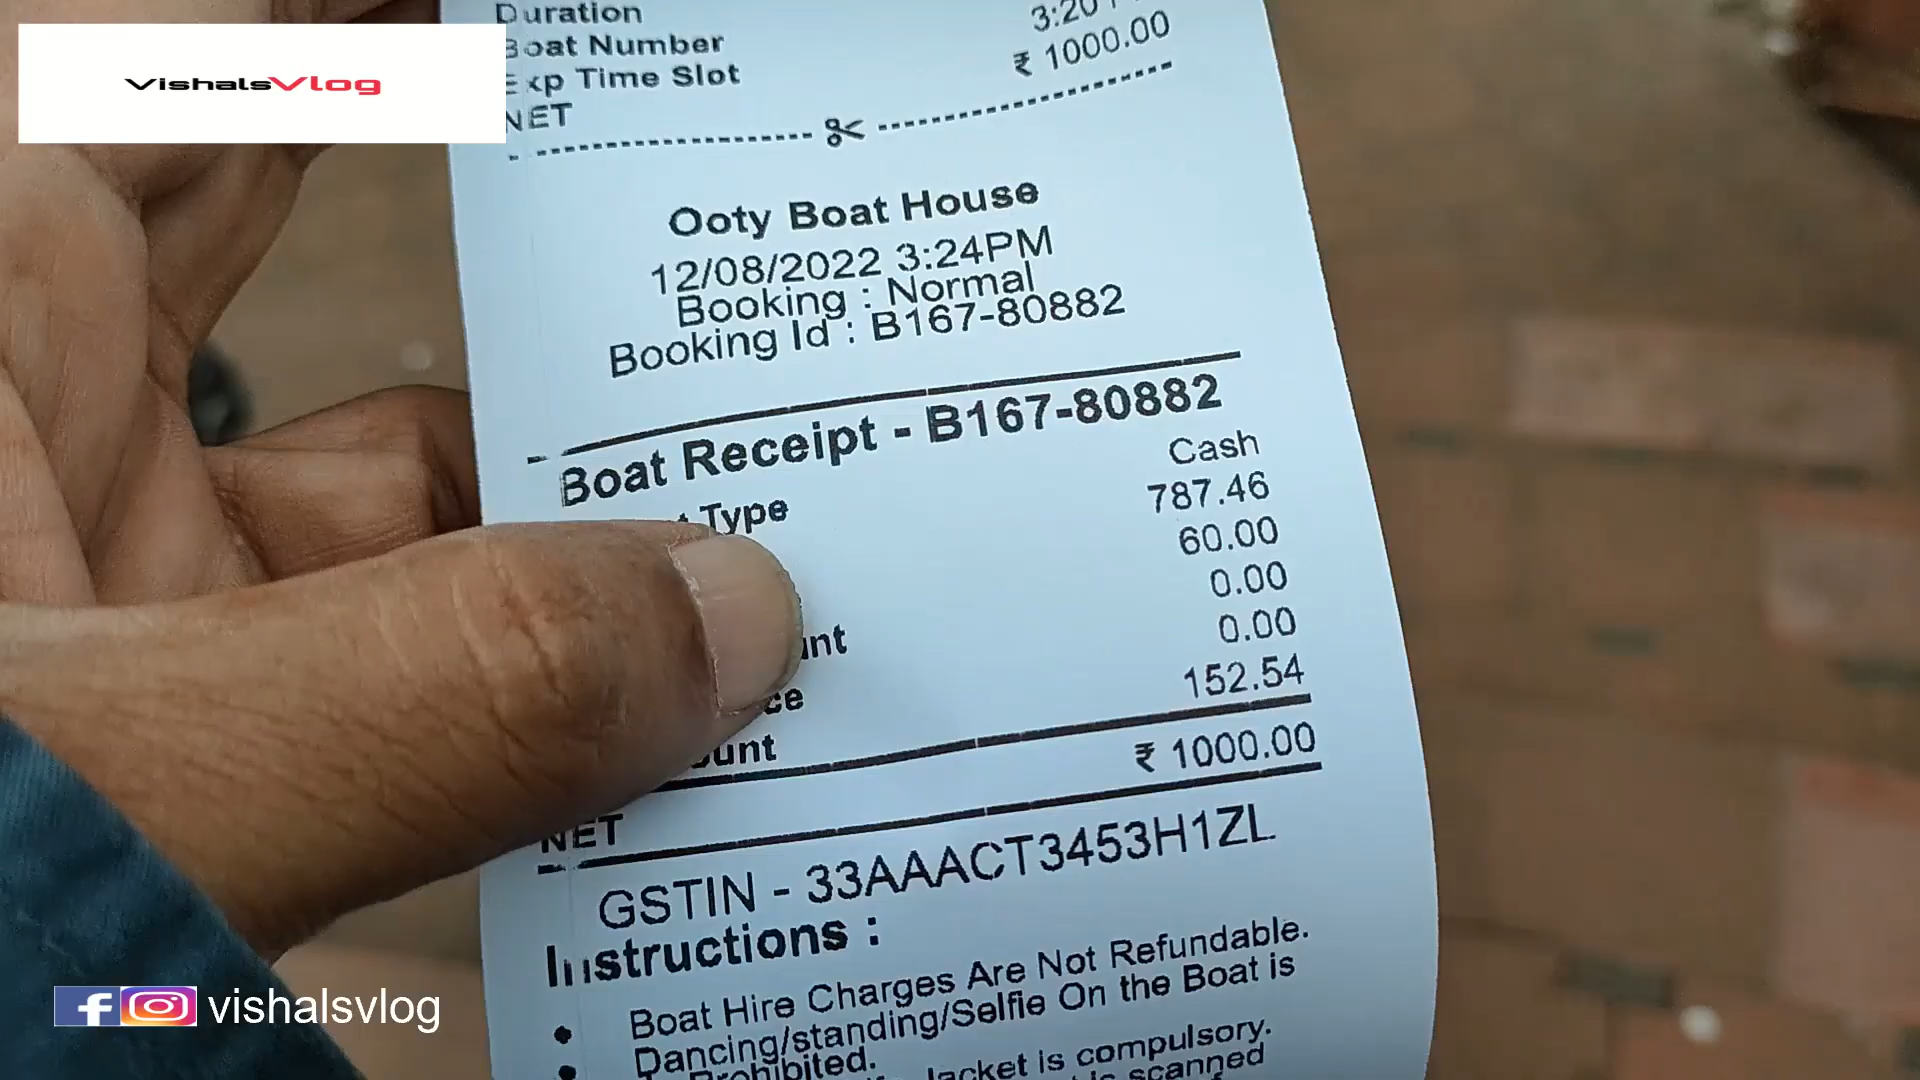 VishalsVlog
Duration
Boat Number
Exp Time Slot
NET
3:20
₹ 1000.00
Ooty Boat House
12/08/2022 3:24PM
Booking : Normal
Booking Id : B167-80882
Boat Receipt - B167-80882
Type
Cash
787.46
60.00
0.00
0.00
152.54
NET ₹ 1000.00
GSTIN - 33AAACT3453H1ZL
Instructions :
• Boat Hire Charges Are Not Refundable.
• Dancing/standing/Selfie On the Boat is
Prohibited.
Jacket is compulsory.
is scanned
vishalsvlog